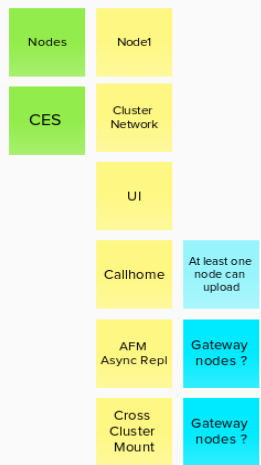 Nodes
Node1
CES
Cluster
Network
UI
Callhome
At least one
node can
upload
AFM
Async Repl
Gateway
nodes ?
Cross
Cluster
Mount
Gateway
nodes ?